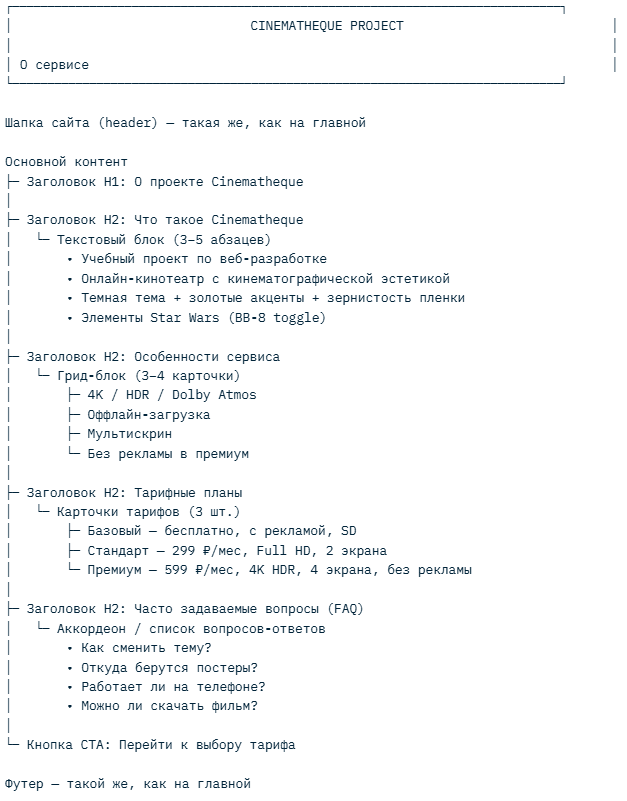 CINEMATHEQUE PROJECT
О сервисе
Шапка сайта (header) — такая же, как на главной
Основной контент
├─ Заголовок H1: О проекте Cinematheque
├─ Заголовок H2: Что такое Cinematheque
│   └─ Текстовый блок (3–5 абзацев)
│       • Учебный проект по веб-разработке
│       • Онлайн-кинотеатр с кинематографической эстетикой
│       • Темная тема + золотые акценты + зернистость пленки
│       • Элементы Star Wars (BB-8 toggle)
├─ Заголовок H2: Особенности сервиса
│   └─ Грид-блок (3–4 карточки)
│       ├─ 4K / HDR / Dolby Atmos
│       ├─ Оффлайн-загрузка
│       ├─ Мультискрин
│       └─ Без рекламы в премиум
├─ Заголовок H2: Тарифные планы
│   └─ Карточки тарифов (3 шт.)
│       ├─ Базовый — бесплатно, с рекламой, SD
│       ├─ Стандарт — 299 ₽/мес, Full HD, 2 экрана
│       └─ Премиум — 599 ₽/мес, 4K HDR, 4 экрана, без рекламы
├─ Заголовок H2: Часто задаваемые вопросы (FAQ)
│   └─ Аккордеон / список вопросов-ответов
│       • Как сменить тему?
│       • Откуда берутся постеры?
│       • Работает ли на телефоне?
│       • Можно ли скачать фильм?
└─ Кнопка CTA: Перейти к выбору тарифа
Футер — такой же, как на главной